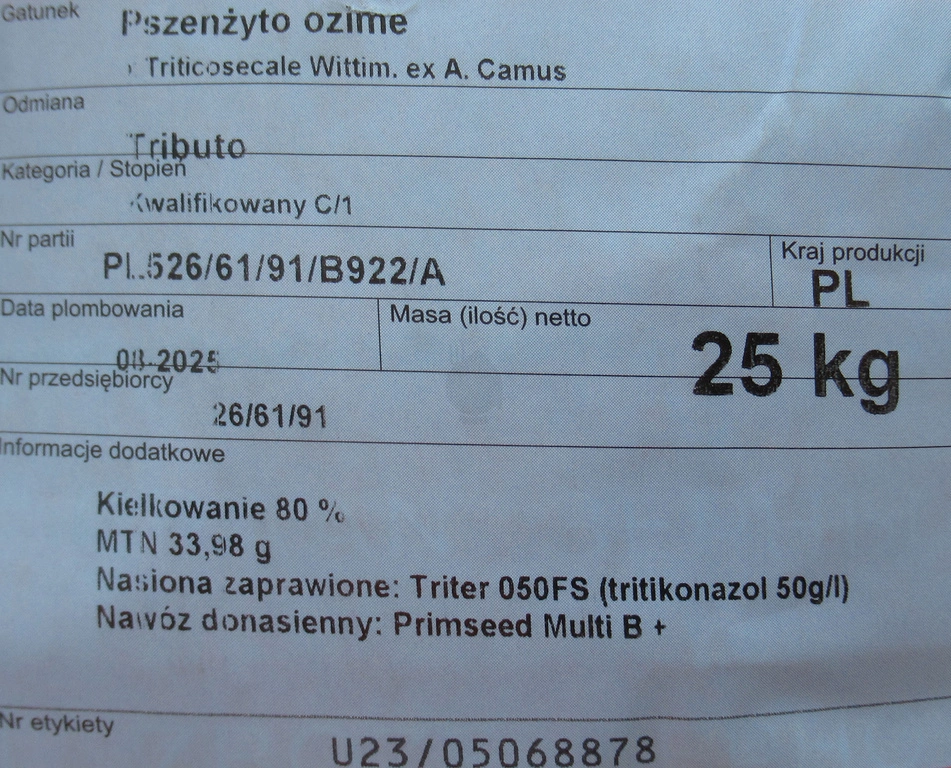 Gatunek
Pszenżyto ozime
Triticosecale Wittim. ex A. Camus
Odmiana
Tributo
Kategoria / Stopień
Kwalifikowany C/1
Nr partii
PL526/61/91/B922/A
Kraj produkcji
PL
Data plombowania
08-2025
Masa (ilość) netto
25 kg
Nr przedsiębiorcy
26/61/91
Informacje dodatkowe
Kiełkowanie 80 %
MTN 33,98 g
Nasiona zaprawione: Triter 050FS (tritikonazol 50g/l)
Nawóz donasienny: Primseed Multi B +
Nr etykiety
U23/05068878